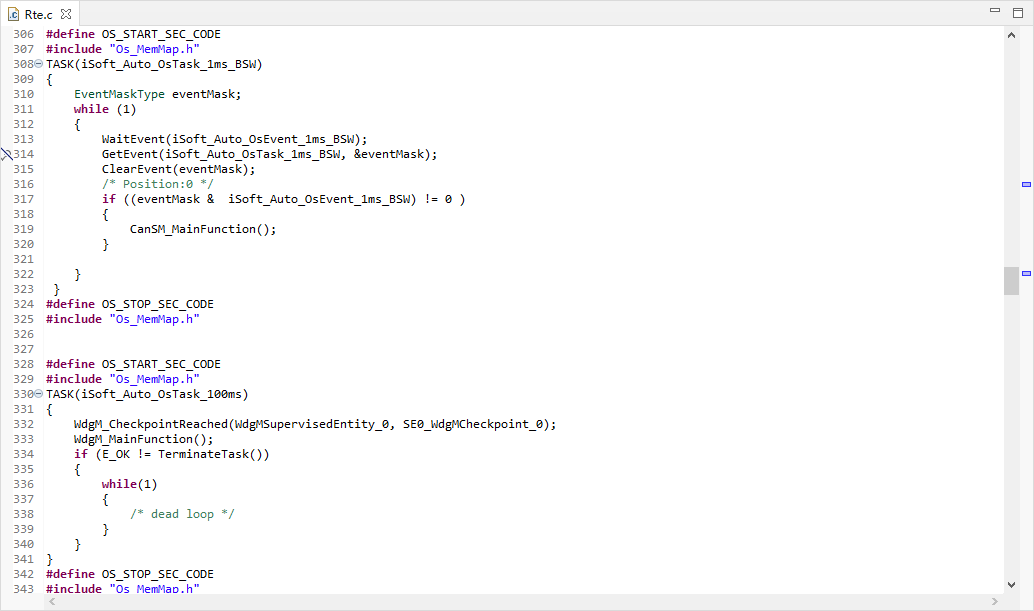 Rte.c
306 #define OS_START_SEC_CODE
307 #include "Os_MemMap.h"
308 TASK(iSoft_Auto_OsTask_1ms_BSW)
309 {
310     EventMaskType eventMask;
311     while (1)
312     {
313         WaitEvent(iSoft_Auto_OsEvent_1ms_BSW);
314         GetEvent(iSoft_Auto_OsTask_1ms_BSW, &eventMask);
315         ClearEvent(eventMask);
316         /* Position:0 */
317         if ((eventMask &  iSoft_Auto_OsEvent_1ms_BSW) != 0 )
318         {
319             CanSM_MainFunction();
320         }
321
322     }
323  }
324 #define OS_STOP_SEC_CODE
325 #include "Os_MemMap.h"
326
327
328 #define OS_START_SEC_CODE
329 #include "Os_MemMap.h"
330 TASK(iSoft_Auto_OsTask_100ms)
331 {
332     WdgM_CheckpointReached(WdgMSupervisedEntity_0, SE0_WdgMCheckpoint_0);
333     WdgM_MainFunction();
334     if (E_OK != TerminateTask())
335     {
336         while(1)
337         {
338             /* dead loop */
339         }
340     }
341 }
342 #define OS_STOP_SEC_CODE
343 #include "Os_MemMap.h"